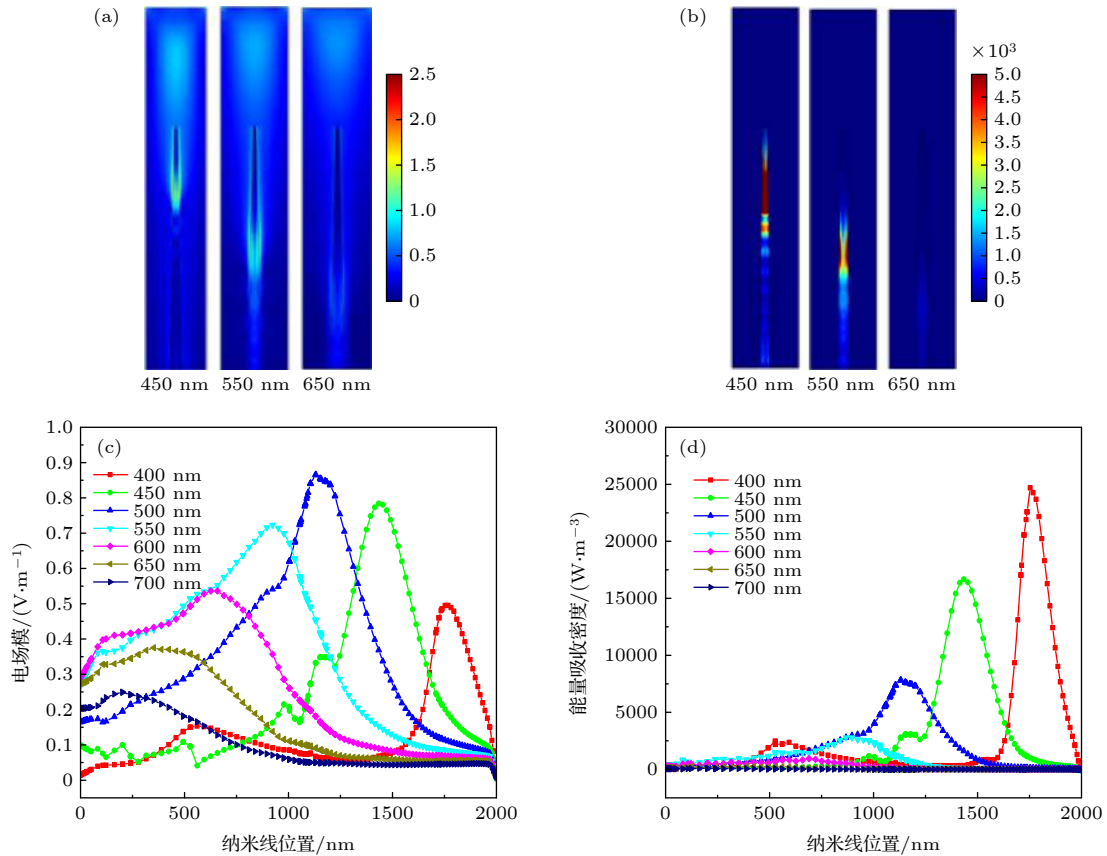 (a)
2.5
2.0
1.5
1.0
0.5
0
450 nm 550 nm 650 nm
(b)
×10³
5.0
4.5
4.0
3.5
3.0
2.5
2.0
1.5
1.0
0.5
0
450 nm 550 nm 650 nm
(c)
1.0
0.9
0.8
0.7
0.6
0.5
0.4
0.3
0.2
0.1
0
电场模/(V·m⁻¹)
400 nm
450 nm
500 nm
550 nm
600 nm
650 nm
700 nm
0 500 1000 1500 2000
纳米线位置/nm
(d)
30000
25000
20000
15000
10000
5000
0
能量吸收密度/(W·m⁻³)
400 nm
450 nm
500 nm
550 nm
600 nm
650 nm
700 nm
0 500 1000 1500 2000
纳米线位置/nm